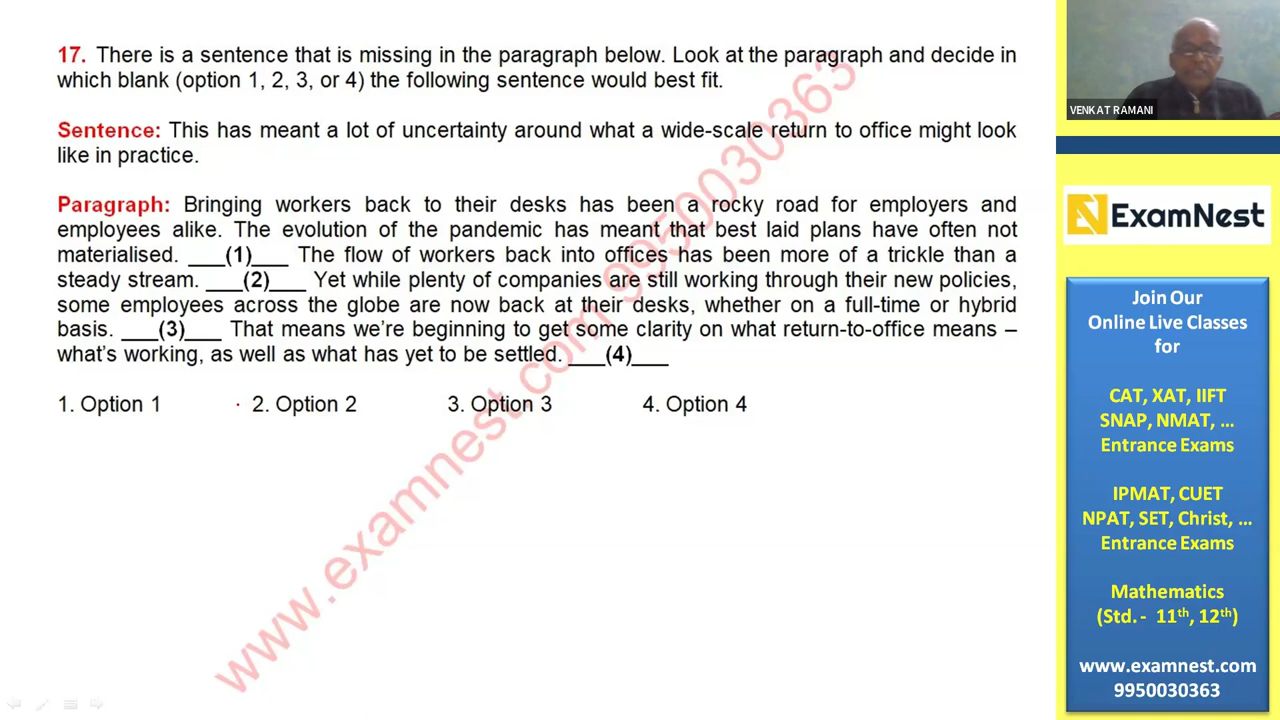 17. There is a sentence that is missing in the paragraph below. Look at the paragraph and decide in
which blank (option 1, 2, 3, or 4) the following sentence would best fit.
Sentence: This has meant a lot of uncertainty around what a wide-scale return to office might look
like in practice.
Paragraph: Bringing workers back to their desks has been a rocky road for employers and
employees alike. The evolution of the pandemic has meant that best laid plans have often not
materialised. ___(1)___ The flow of workers back into offices has been more of a trickle than a
steady stream. ___(2)___ Yet while plenty of companies are still working through their new policies,
some employees across the globe are now back at their desks, whether on a full-time or hybrid
basis. ___(3)___ That means we're beginning to get some clarity on what return-to-office means –
what's working, as well as what has yet to be settled. ___(4)___
1. Option 1 2. Option 2 3. Option 3 4. Option 4
www.examnest.com 9950030363
VENKAT RAMANI
ExamNest
Join Our
Online Live Classes
for
CAT, XAT, IIFT
SNAP, NMAT, ...
Entrance Exams
IPMAT, CUET
NPAT, SET, Christ, ...
Entrance Exams
Mathematics
(Std. - 11th, 12th)
www.examnest.com
9950030363